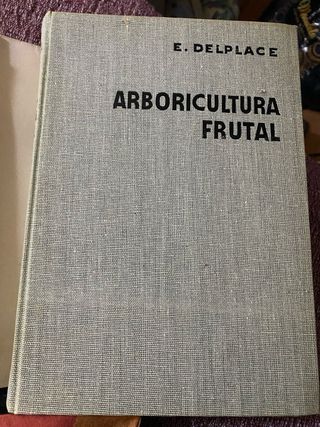 E. DELPLACE
ARBORICULTURA
FRUTAL